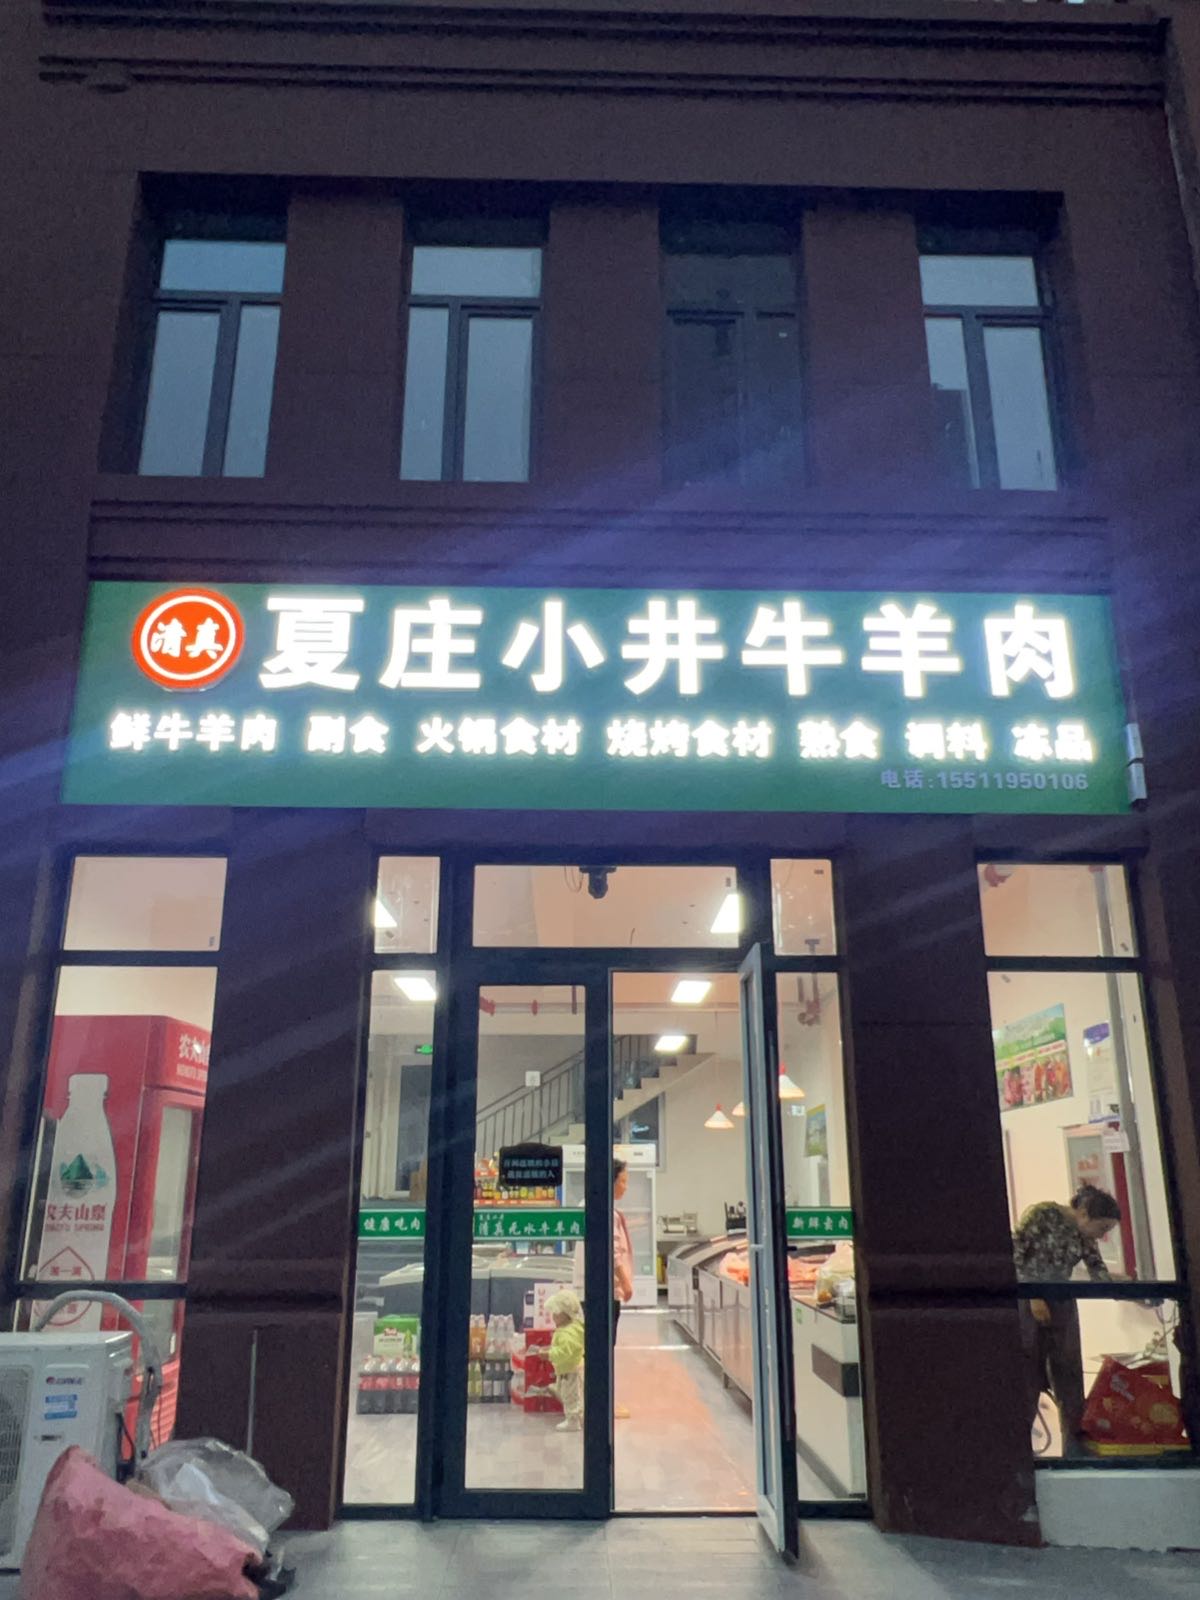 清真 夏庄小井牛羊肉
鲜牛羊肉 副食 火锅食材 烧烤食材 熟食 调料 冻品
电话:15511950106
农夫山泉
健康吃肉
清真无水牛羊肉
新鲜卖肉